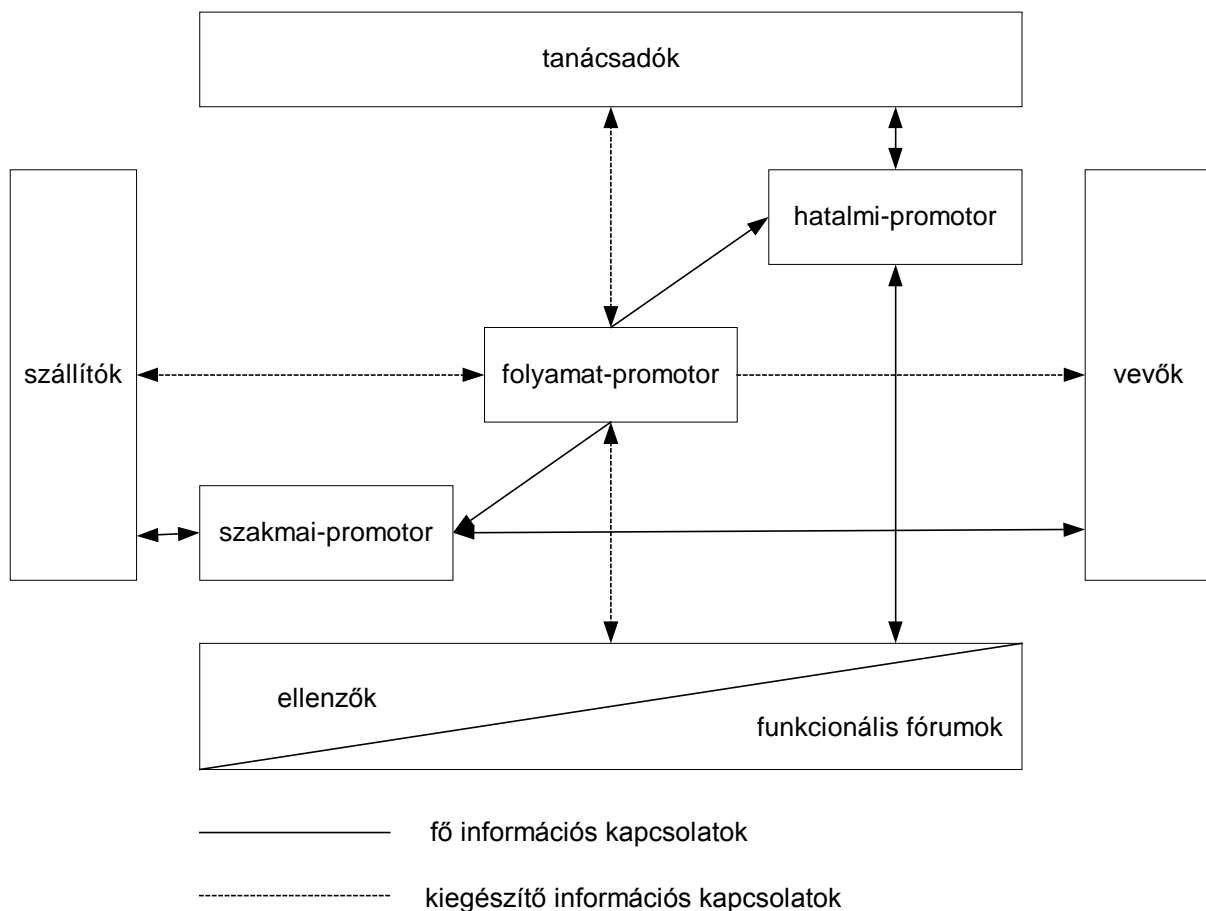 tanácsadók
hatalmi-promotor
szállítók
folyamat-promotor
vevők
szakmai-promotor
ellenzők
funkcionális fórumok
fő információs kapcsolatok
kiegészítő információs kapcsolatok